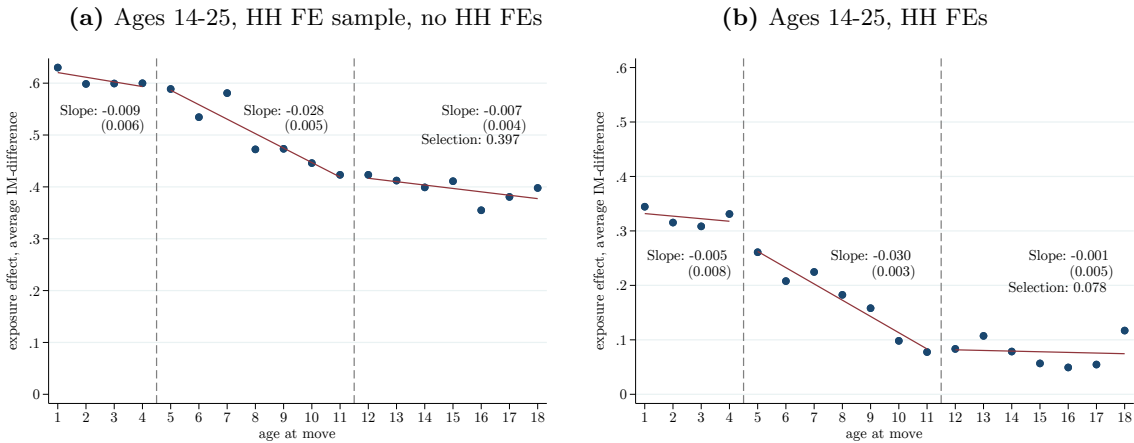 (a) Ages 14-25, HH FE sample, no HH FEs
exposure effect, average IM-difference
.6
.5
.4
.3
.2
.1
0
Slope: -0.009
(0.006)
Slope: -0.028
(0.005)
Slope: -0.007
(0.004)
Selection: 0.397
1 2 3 4 5 6 7 8 9 10 11 12 13 14 15 16 17 18
age at move
(b) Ages 14-25, HH FEs
exposure effect, average IM-difference
.6
.5
.4
.3
.2
.1
0
Slope: -0.005
(0.008)
Slope: -0.030
(0.003)
Slope: -0.001
(0.005)
Selection: 0.078
1 2 3 4 5 6 7 8 9 10 11 12 13 14 15 16 17 18
age at move